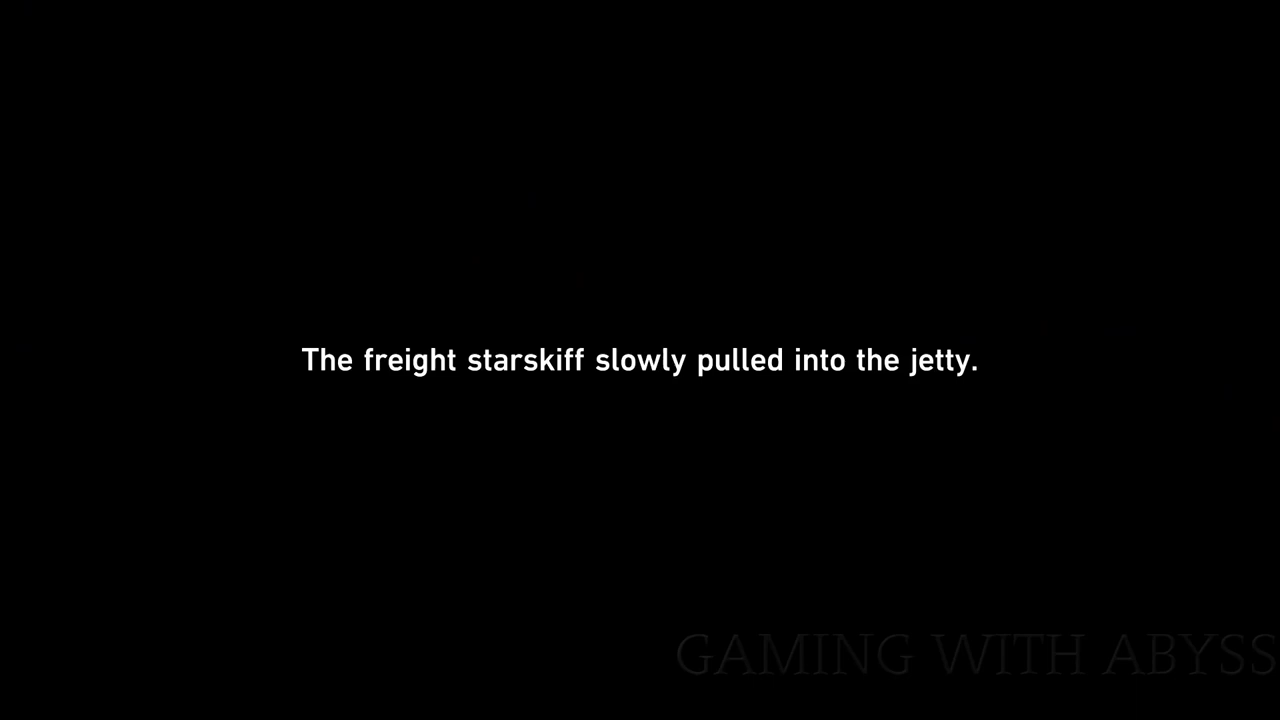 The freight starskiff slowly pulled into the jetty.
GAMING WITH ABYSS